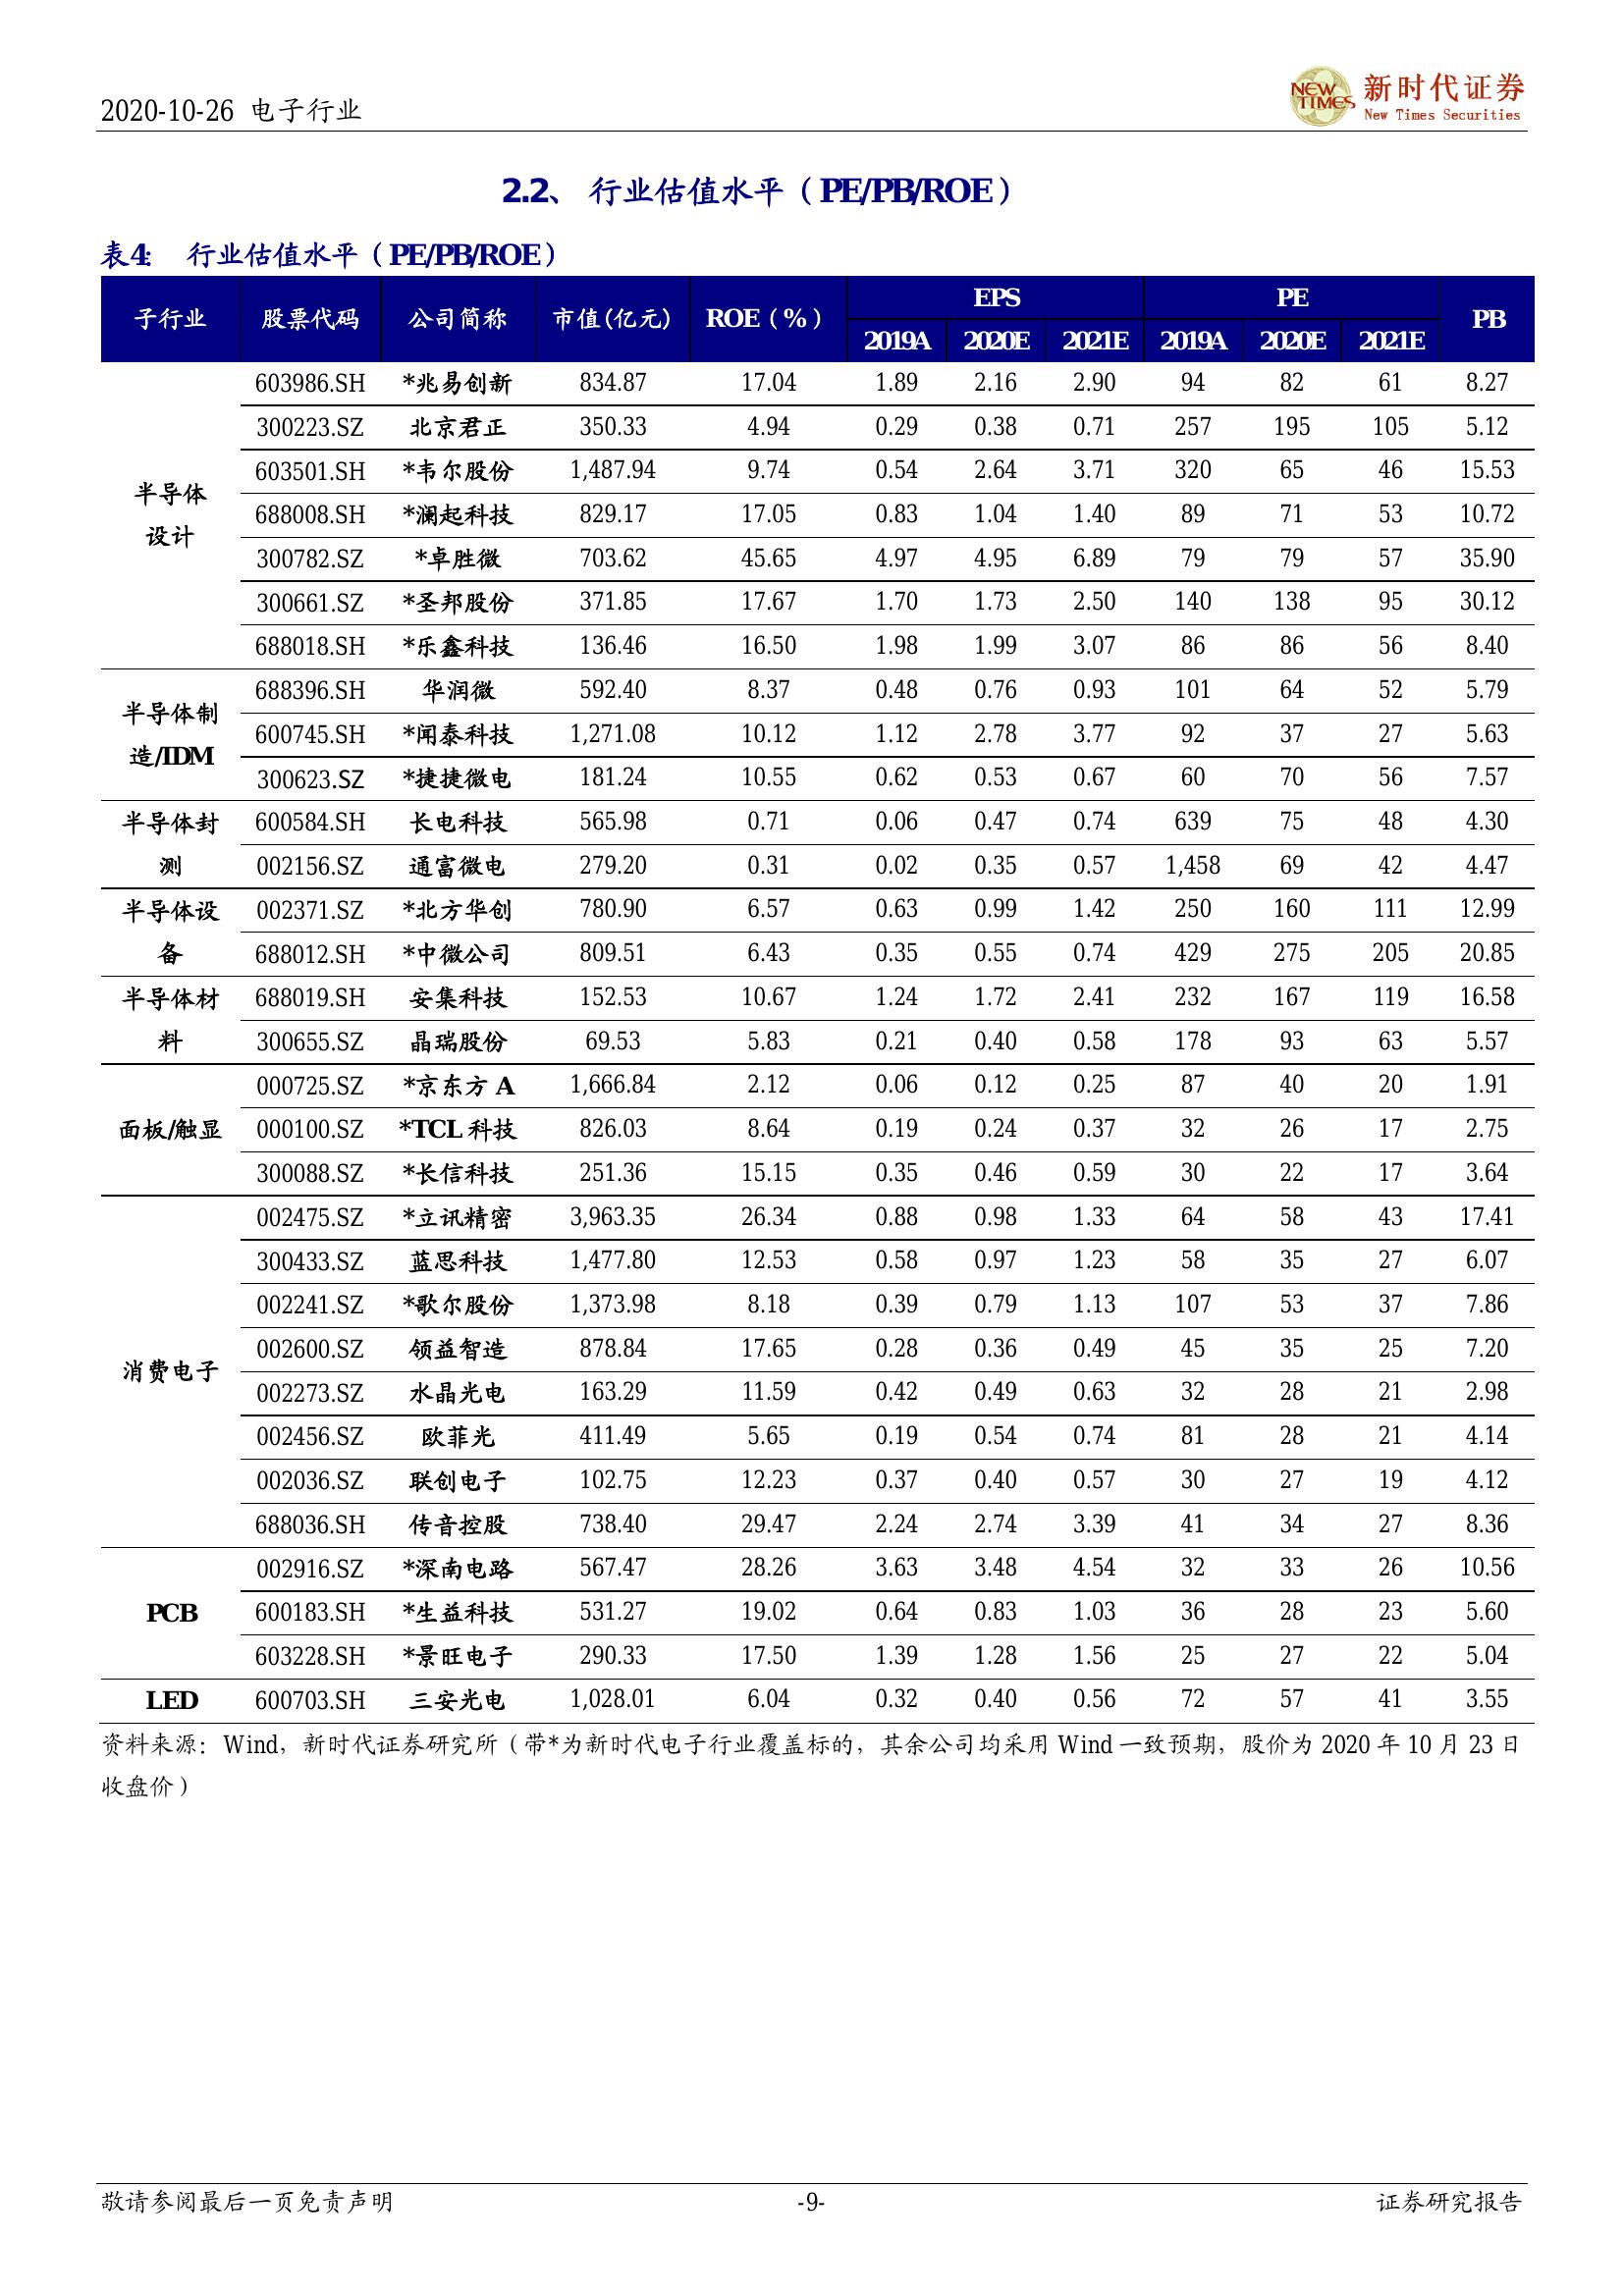 2020-10-26 电子行业
NEW TIMES
新时代证券
New Times Securities
2.2、 行业估值水平（PE/PB/ROE）
表4： 行业估值水平（PE/PB/ROE）
子行业 股票代码 公司简称 市值(亿元) ROE（%） EPS PE PB
2019A 2020E 2021E 2019A 2020E 2021E
半导体设计 603986.SH *兆易创新 834.87 17.04 1.89 2.16 2.90 94 82 61 8.27
300223.SZ 北京君正 350.33 4.94 0.29 0.38 0.71 257 195 105 5.12
603501.SH *韦尔股份 1,487.94 9.74 0.54 2.64 3.71 320 65 46 15.53
688008.SH *澜起科技 829.17 17.05 0.83 1.04 1.40 89 71 53 10.72
300782.SZ *卓胜微 703.62 45.65 4.97 4.95 6.89 79 79 57 35.90
300661.SZ *圣邦股份 371.85 17.67 1.70 1.73 2.50 140 138 95 30.12
688018.SH *乐鑫科技 136.46 16.50 1.98 1.99 3.07 86 86 56 8.40
半导体制造/IDM 688396.SH 华润微 592.40 8.37 0.48 0.76 0.93 101 64 52 5.79
600745.SH *闻泰科技 1,271.08 10.12 1.12 2.78 3.77 92 37 27 5.63
300623.SZ *捷捷微电 181.24 10.55 0.62 0.53 0.67 60 70 56 7.57
半导体封测 600584.SH 长电科技 565.98 0.71 0.06 0.47 0.74 639 75 48 4.30
002156.SZ 通富微电 279.20 0.31 0.02 0.35 0.57 1,458 69 42 4.47
半导体设备 002371.SZ *北方华创 780.90 6.57 0.63 0.99 1.42 250 160 111 12.99
688012.SH *中微公司 809.51 6.43 0.35 0.55 0.74 429 275 205 20.85
半导体材料 688019.SH 安集科技 152.53 10.67 1.24 1.72 2.41 232 167 119 16.58
300655.SZ 晶瑞股份 69.53 5.83 0.21 0.40 0.58 178 93 63 5.57
面板/触显 000725.SZ *京东方 A 1,666.84 2.12 0.06 0.12 0.25 87 40 20 1.91
000100.SZ *TCL 科技 826.03 8.64 0.19 0.24 0.37 32 26 17 2.75
300088.SZ *长信科技 251.36 15.15 0.35 0.46 0.59 30 22 17 3.64
消费电子 002475.SZ *立讯精密 3,963.35 26.34 0.88 0.98 1.33 64 58 43 17.41
300433.SZ 蓝思科技 1,477.80 12.53 0.58 0.97 1.23 58 35 27 6.07
002241.SZ *歌尔股份 1,373.98 8.18 0.39 0.79 1.13 107 53 37 7.86
002600.SZ 领益智造 878.84 17.65 0.28 0.36 0.49 45 35 25 7.20
002273.SZ 水晶光电 163.29 11.59 0.42 0.49 0.63 32 28 21 2.98
002456.SZ 欧菲光 411.49 5.65 0.19 0.54 0.74 81 28 21 4.14
002036.SZ 联创电子 102.75 12.23 0.37 0.40 0.57 30 27 19 4.12
688036.SH 传音控股 738.40 29.47 2.24 2.74 3.39 41 34 27 8.36
PCB 002916.SZ *深南电路 567.47 28.26 3.63 3.48 4.54 32 33 26 10.56
600183.SH *生益科技 531.27 19.02 0.64 0.83 1.03 36 28 23 5.60
603228.SH *景旺电子 290.33 17.50 1.39 1.28 1.56 25 27 22 5.04
LED 600703.SH 三安光电 1,028.01 6.04 0.32 0.40 0.56 72 57 41 3.55
资料来源：Wind，新时代证券研究所（带*为新时代电子行业覆盖标的，其余公司均采用 Wind 一致预期，股价为 2020 年 10 月 23 日
收盘价）
敬请参阅最后一页免责声明 -9- 证券研究报告